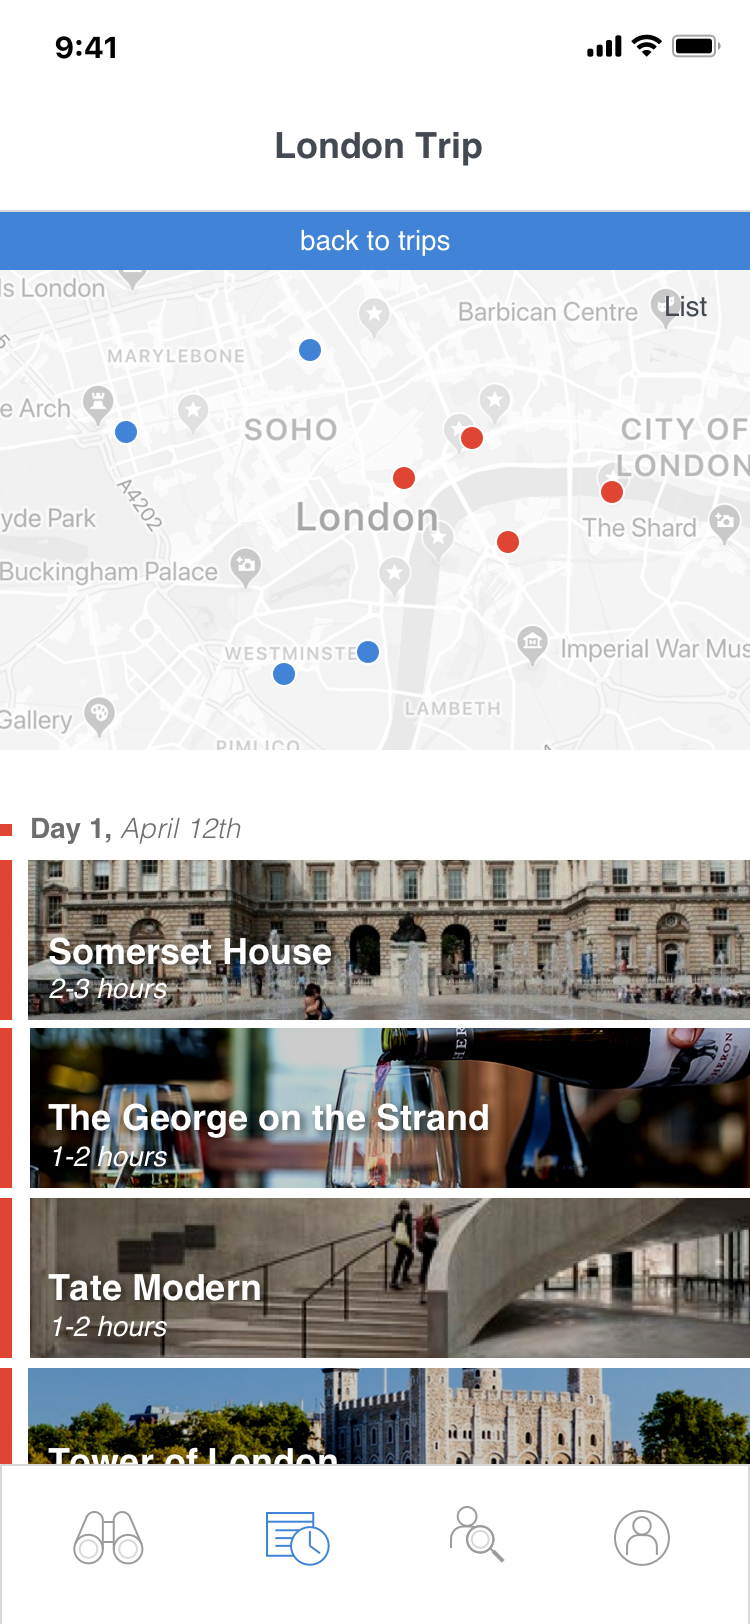 9:41
London Trip
back to trips
ls London
Barbican Centre
List
MARYLEBONE
e Arch
SOHO
CITY OF
LONDON
A4202
London
yde Park
The Shard
Buckingham Palace
WESTMINSTE
Imperial War Mus
LAMBETH
Gallery
PIMLICO
Day 1, April 12th
Somerset House
2-3 hours
HER
HERON
The George on the Strand
1-2 hours
Tate Modern
1-2 hours
Tower of London